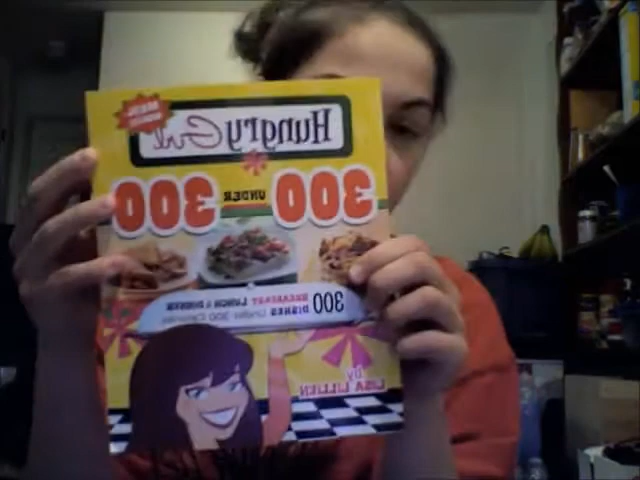 Hungry Girl
300 UNDER 300
300 BREAKFAST LUNCH & DINNER
DISHES UNDER 300 CALORIES
by
LISA LILLIEN